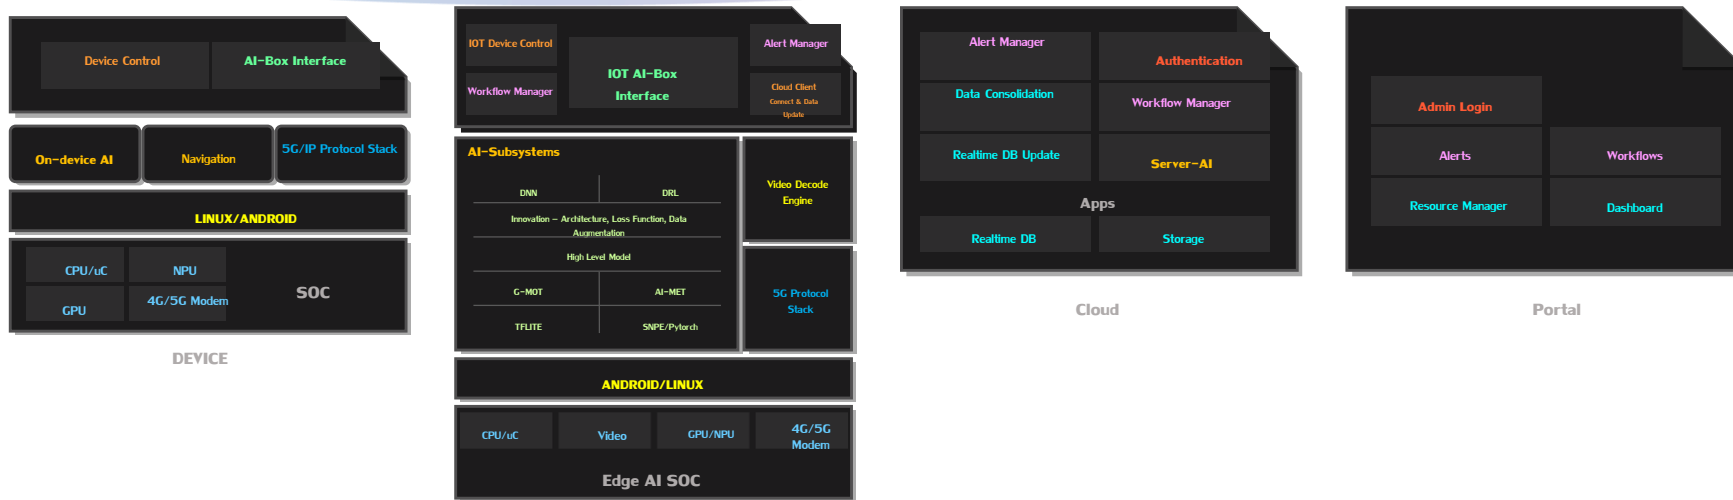 Device Control
AI-Box Interface
On-device AI
Navigation
5G/IP Protocol Stack
LINUX/ANDROID
CPU/uC
NPU
GPU
4G/5G Modem
SOC
DEVICE
IOT Device Control
IOT AI-Box
Interface
Alert Manager
Workflow Manager
Cloud Client
Connect & Data
Update
AI-Subsystems
DNN
DRL
Innovation – Architecture, Loss Function, Data
Augmentation
High Level Model
G-MOT
AI-MET
TFLITE
SNPE/Pytorch
Video Decode
Engine
5G Protocol
Stack
ANDROID/LINUX
CPU/uC
Video
GPU/NPU
4G/5G
Modem
Edge AI SOC
Alert Manager
Authentication
Data Consolidation
Workflow Manager
Realtime DB Update
Server-AI
Apps
Realtime DB
Storage
Cloud
Admin Login
Alerts
Workflows
Resource Manager
Dashboard
Portal